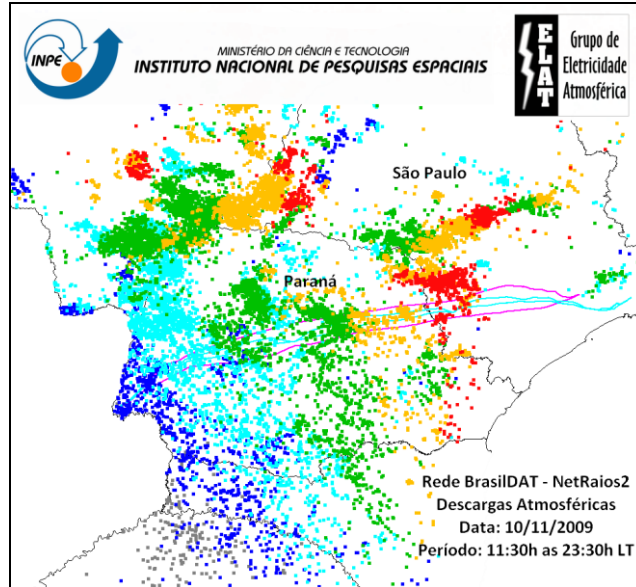 INPE
MINISTÉRIO DA CIÊNCIA E TECNOLOGIA
INSTITUTO NACIONAL DE PESQUISAS ESPACIAIS
ELAT
Grupo de
Eletricidade
Atmosférica
São Paulo
Paraná
Rede BrasilDAT - NetRaios2
Descargas Atmosféricas
Data: 10/11/2009
Período: 11:30h as 23:30h LT